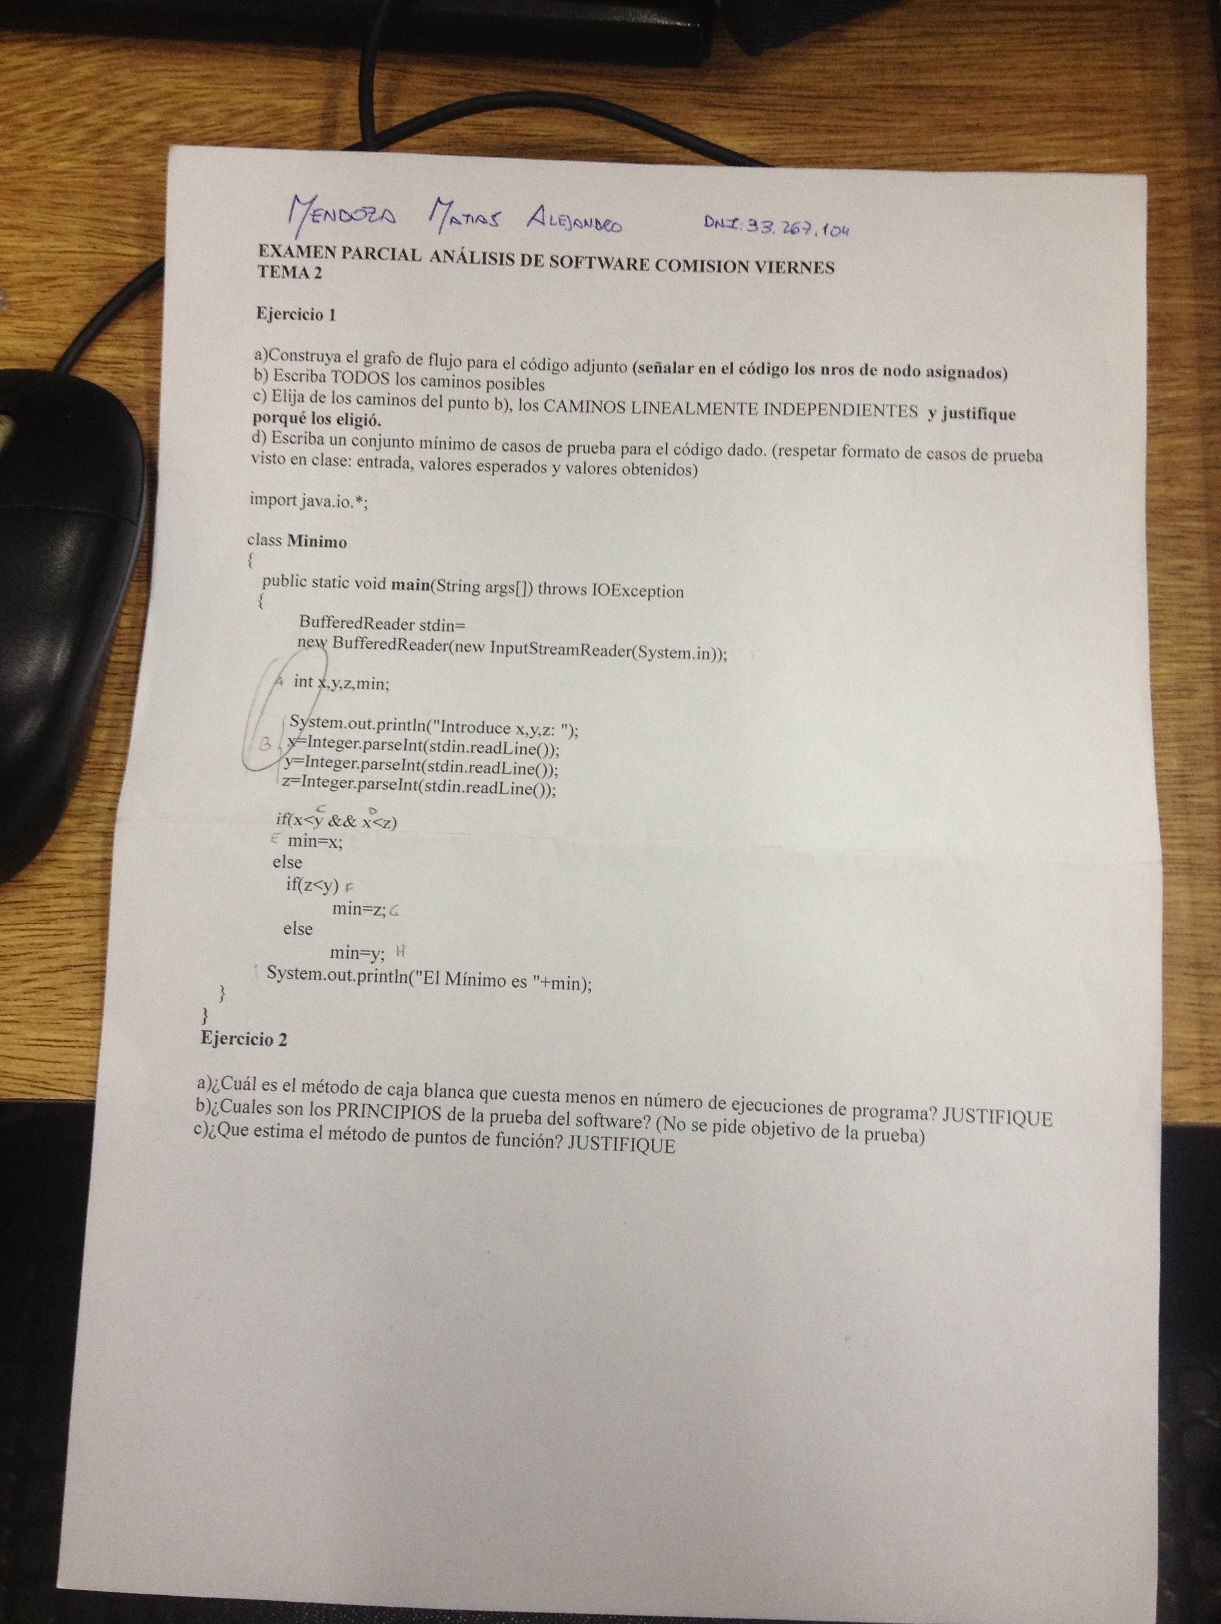 MENDOZA MATIAS ALEJANDRO DNI: 33.267.104
EXAMEN PARCIAL ANÁLISIS DE SOFTWARE COMISION VIERNES
TEMA 2
Ejercicio 1
a)Construya el grafo de flujo para el código adjunto (señalar en el código los nros de nodo asignados)
b) Escriba TODOS los caminos posibles
c) Elija de los caminos del punto b), los CAMINOS LINEALMENTE INDEPENDIENTES y justifique
porqué los eligió.
d) Escriba un conjunto mínimo de casos de prueba para el código dado. (respetar formato de casos de prueba
visto en clase: entrada, valores esperados y valores obtenidos)
import java.io.*;
class Minimo
{
public static void main(String args[]) throws IOException
{
BufferedReader stdin=
new BufferedReader(new InputStreamReader(System.in));
A int x,y,z,min;
System.out.println("Introduce x,y,z: ");
B x=Integer.parseInt(stdin.readLine());
y=Integer.parseInt(stdin.readLine());
z=Integer.parseInt(stdin.readLine());
C D
if(x<y && x<z)
E min=x;
else
if(z<y) F
min=z; G
else
min=y; H
System.out.println("El Mínimo es "+min);
}
}
Ejercicio 2
a)¿Cuál es el método de caja blanca que cuesta menos en número de ejecuciones de programa? JUSTIFIQUE
b)¿Cuales son los PRINCIPIOS de la prueba del software? (No se pide objetivo de la prueba)
c)¿Que estima el método de puntos de función? JUSTIFIQUE